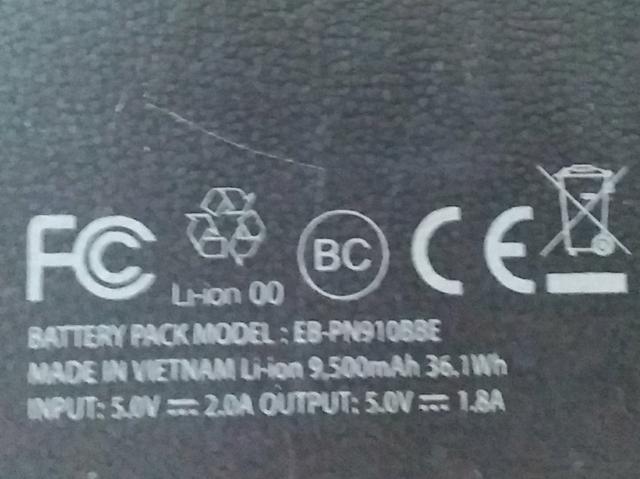 FC
Li-ion 00
BC
CE
BATTERY PACK MODEL : EB-PN910BBE
MADE IN VIETNAM Li-ion 9,500mAh 36.1Wh
INPUT: 5.0V ⎓ 2.0A OUTPUT: 5.0V ⎓ 1.8A